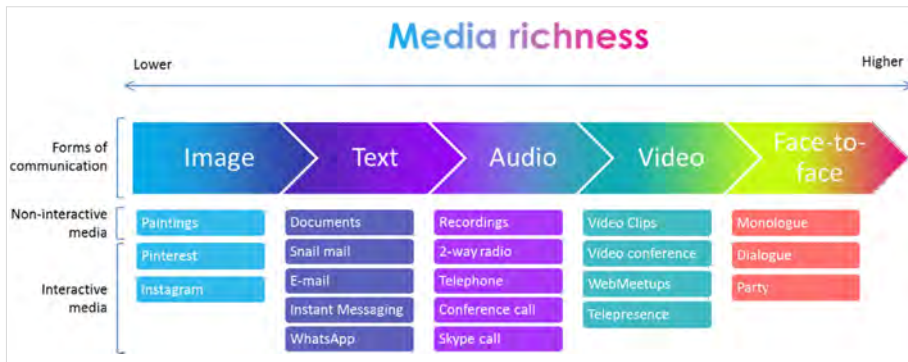 Media richness
Lower
Higher
Forms of
communication
Image
Text
Audio
Video
Face-to-
face
Non-interactive
media
Paintings
Documents
Recordings
Video Clips
Monologue
Interactive
media
Pinterest
Snail mail
2-way radio
Video conference
Dialogue
Instagram
E-mail
Telephone
WebMeetups
Party
Instant Messaging
Conference call
Telepresence
WhatsApp
Skype call